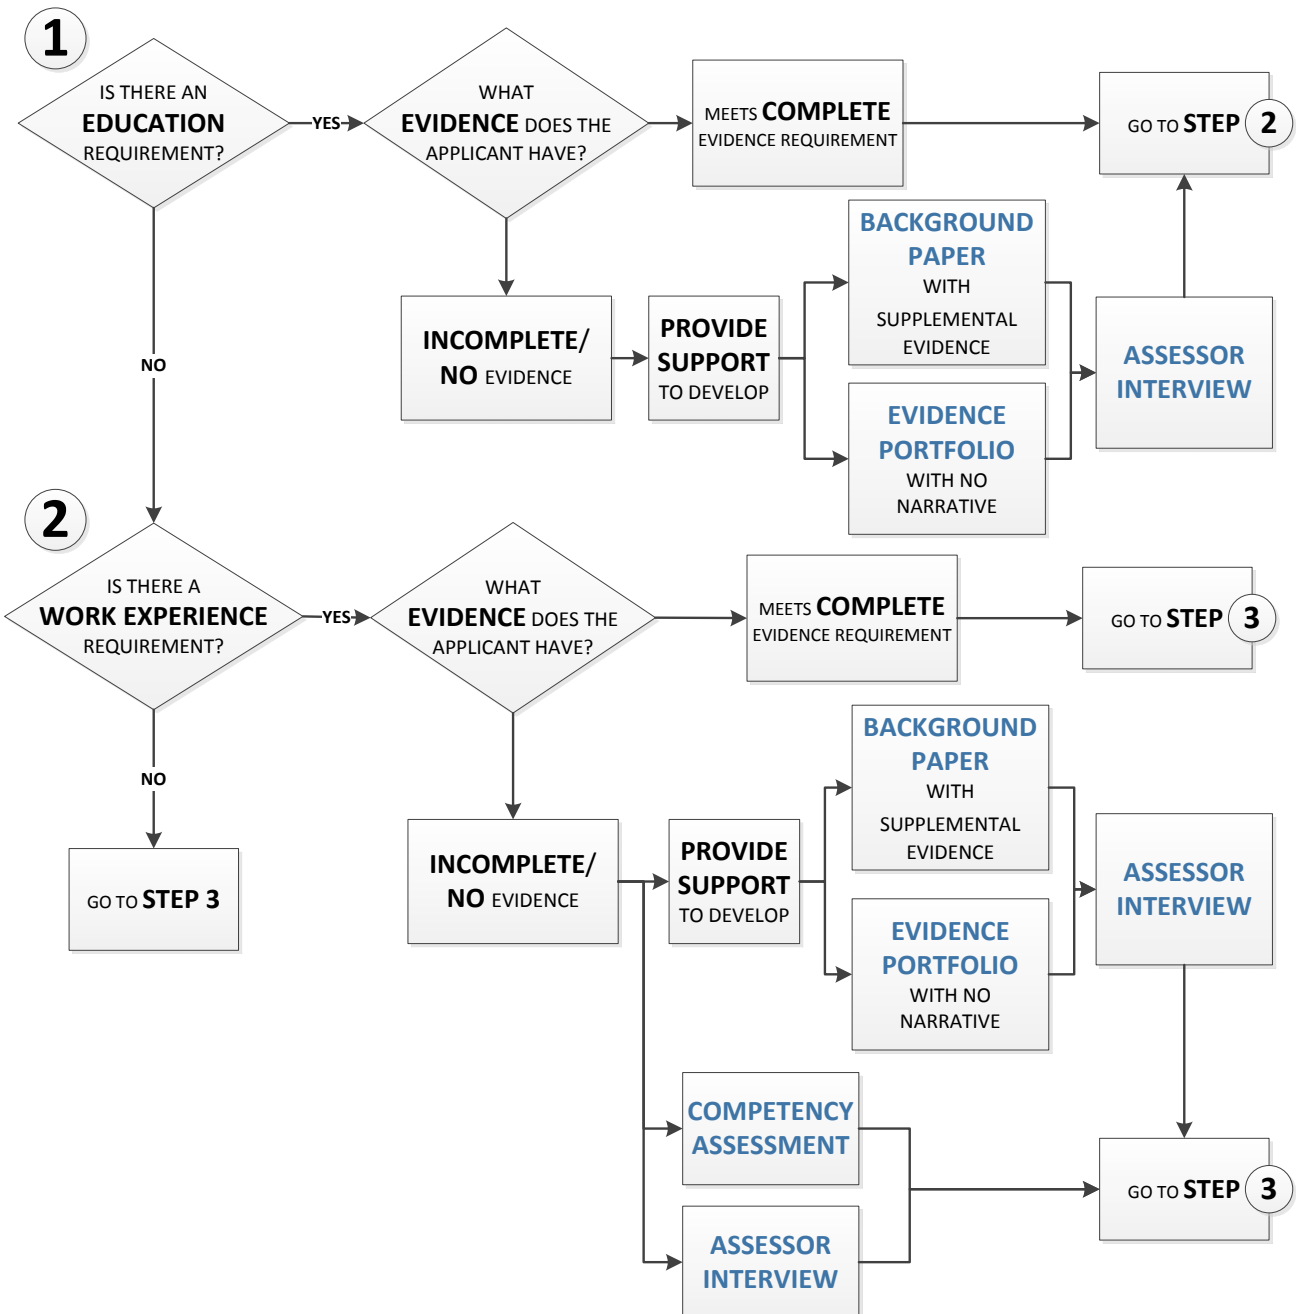 1
IS THERE AN
EDUCATION
REQUIREMENT?
YES
WHAT
EVIDENCE DOES THE
APPLICANT HAVE?
MEETS COMPLETE
EVIDENCE REQUIREMENT
GO TO STEP 2
NO
INCOMPLETE/
NO EVIDENCE
PROVIDE
SUPPORT
TO DEVELOP
BACKGROUND
PAPER
WITH
SUPPLEMENTAL
EVIDENCE
EVIDENCE
PORTFOLIO
WITH NO
NARRATIVE
ASSESSOR
INTERVIEW
2
IS THERE A
WORK EXPERIENCE
REQUIREMENT?
YES
WHAT
EVIDENCE DOES THE
APPLICANT HAVE?
MEETS COMPLETE
EVIDENCE REQUIREMENT
GO TO STEP 3
NO
GO TO STEP 3
INCOMPLETE/
NO EVIDENCE
PROVIDE
SUPPORT
TO DEVELOP
BACKGROUND
PAPER
WITH
SUPPLEMENTAL
EVIDENCE
EVIDENCE
PORTFOLIO
WITH NO
NARRATIVE
ASSESSOR
INTERVIEW
COMPETENCY
ASSESSMENT
ASSESSOR
INTERVIEW
GO TO STEP 3